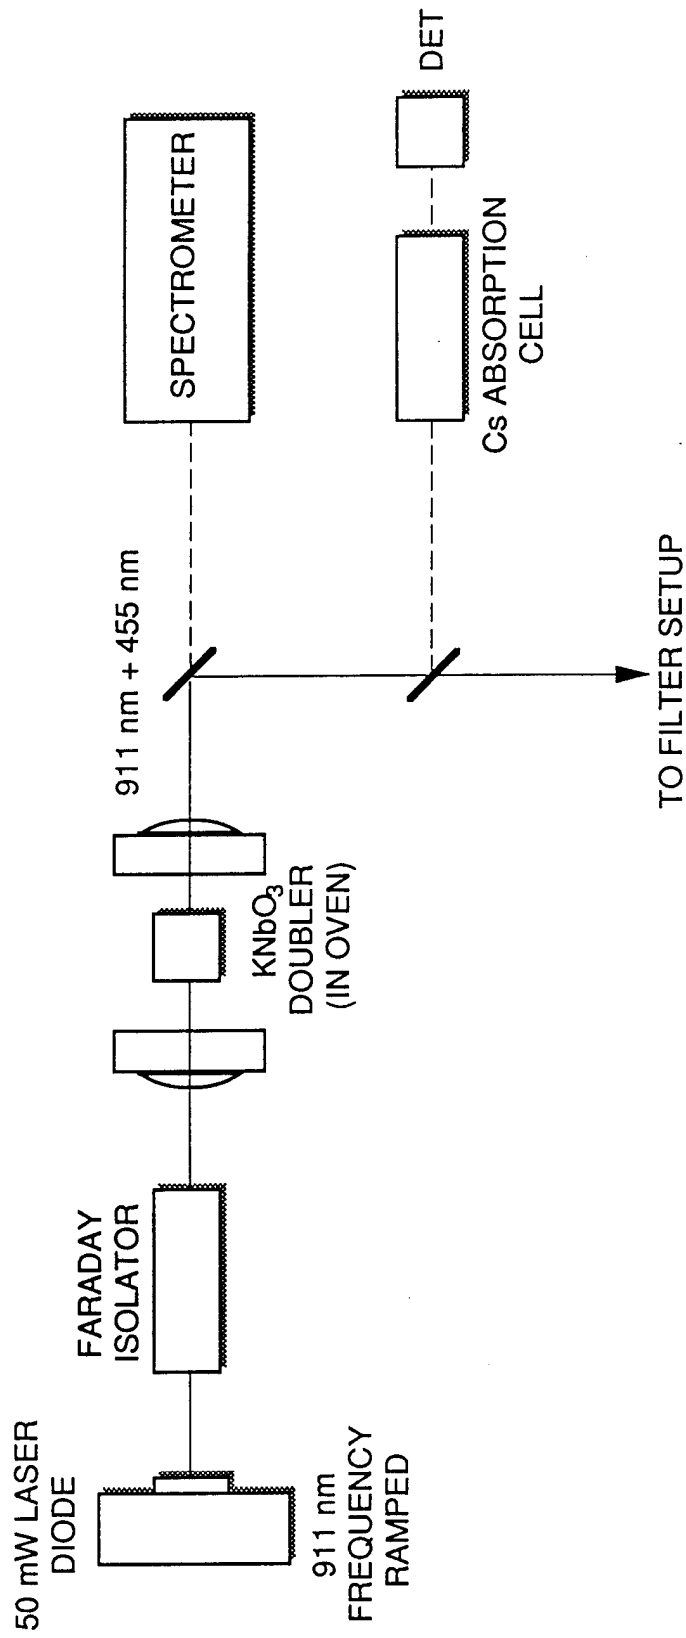 50 mW LASER
DIODE
911 nm
FREQUENCY
RAMPED
FARADAY
ISOLATOR
KNbO₃
DOUBLER
(IN OVEN)
911 nm + 455 nm
SPECTROMETER
Cs ABSORPTION
CELL
DET
TO FILTER SETUP